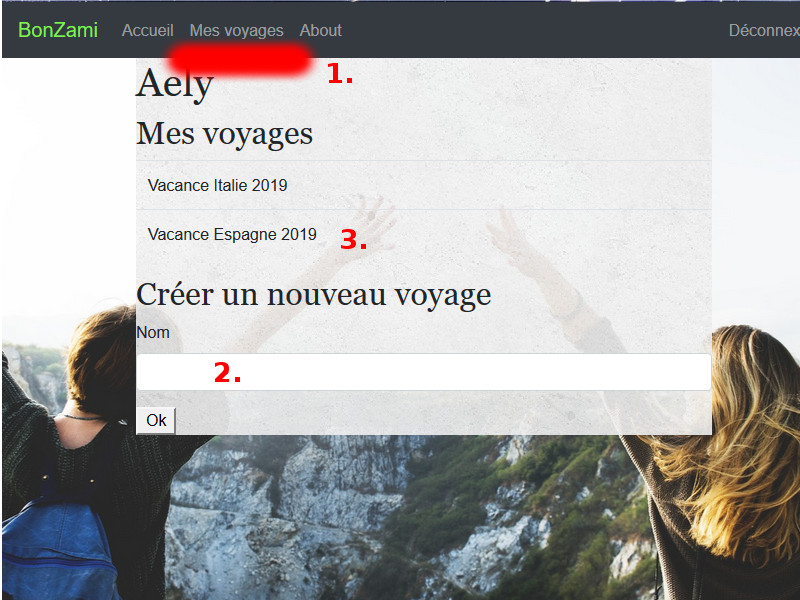 BonZami Accueil Mes voyages About Déconnex
1.
Aely
Mes voyages
Vacance Italie 2019
Vacance Espagne 2019
3.
Créer un nouveau voyage
Nom
2.
Ok